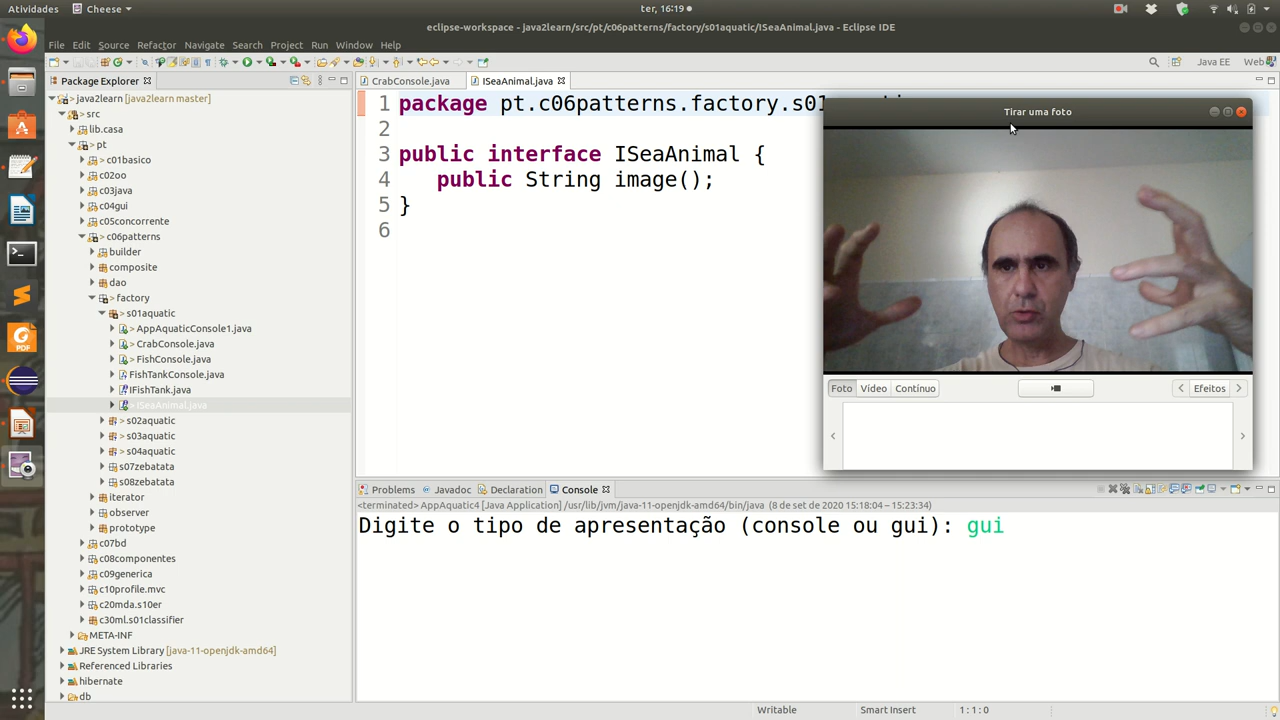 Atividades
Cheese
ter, 16:19
eclipse-workspace - java2learn/src/pt/c06patterns/factory/s01aquatic/ISeaAnimal.java - Eclipse IDE
File Edit Source Refactor Navigate Search Project Run Window Help
Java EE
Web
Package Explorer
java2learn [java2learn master]
src
lib.casa
pt
> c01basico
c02oo
c03java
c04gui
c05concorrente
c06patterns
builder
composite
dao
factory
> s01aquatic
> AppAquaticConsole1.java
> CrabConsole.java
> FishConsole.java
FishTankConsole.java
IFishTank.java
> ISeaAnimal.java
> s02aquatic
> s03aquatic
> s04aquatic
> s07zebatata
> s08zebatata
iterator
observer
prototype
c07bd
c08componentes
c09generica
c10profile.mvc
c20mda.s10er
c30ml.s01classifier
META-INF
JRE System Library [java-11-openjdk-amd64]
Referenced Libraries
hibernate
db
CrabConsole.java
ISeaAnimal.java
1 package pt.c06patterns.factory.s01
2
3 public interface ISeaAnimal {
4 public String image();
5 }
6
Tirar uma foto
Foto Vídeo Contínuo
Efeitos
Problems Javadoc Declaration Console
<terminated> AppAquatic4 [Java Application] /usr/lib/jvm/java-11-openjdk-amd64/bin/java (8 de set de 2020 15:18:04 – 15:23:34)
Digite o tipo de apresentação (console ou gui): gui
Writable
Smart Insert
1 : 1 : 0